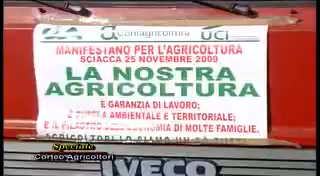 Confagricoltura UCI
MANIFESTANO PER L'AGRICOLTURA
SCIACCA 25 NOVEMBRE 2009
LA NOSTRA
AGRICOLTURA
E GARANZIA DI LAVORO;
E TUTELA AMBIENTALE E TERRITORIALE;
E IL PILASTRO DELL'ECONOMIA DI MOLTE FAMIGLIE.
Speciale
Corteo Agricoltori
IVECO